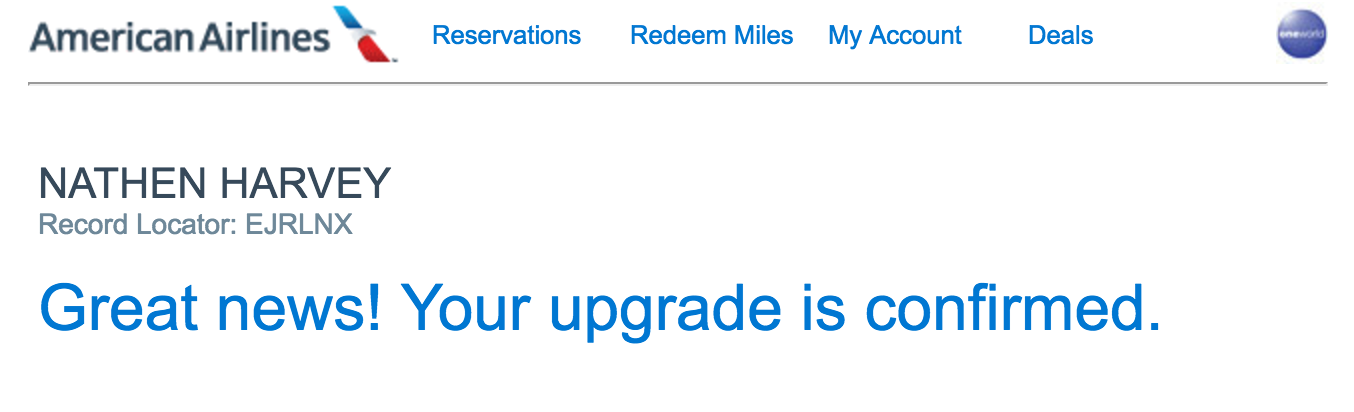 American Airlines Reservations Redeem Miles My Account Deals oneworld
NATHEN HARVEY
Record Locator: EJRLNX
Great news! Your upgrade is confirmed.